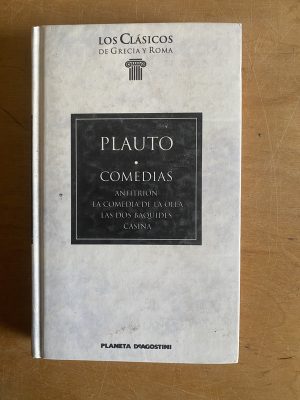 LOS CLÁSICOS
DE GRECIA Y ROMA
PLAUTO
•
COMEDIAS
ANFITRIÓN
LA COMEDIA DE LA OLLA
LAS DOS BAQUIDES
CÁSINA
PLANETA DEAGOSTINI